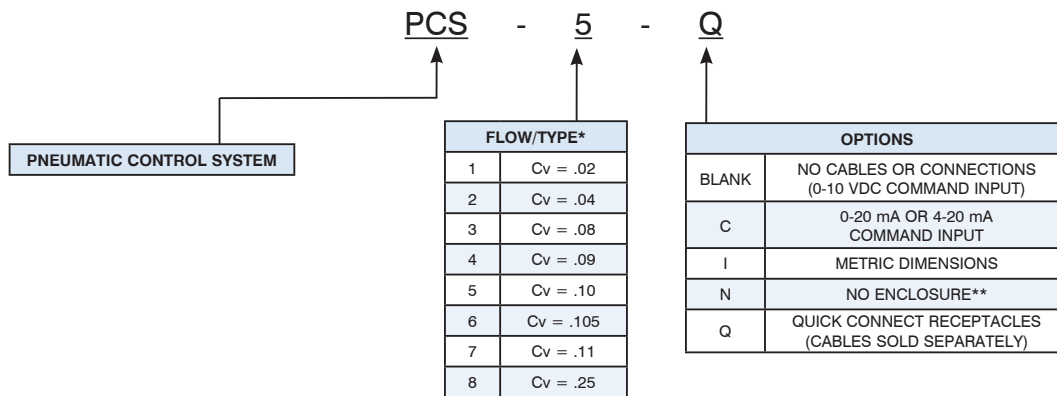 PCS - 5 - Q
PNEUMATIC CONTROL SYSTEM
FLOW/TYPE*
1 Cv = .02
2 Cv = .04
3 Cv = .08
4 Cv = .09
5 Cv = .10
6 Cv = .105
7 Cv = .11
8 Cv = .25
OPTIONS
BLANK NO CABLES OR CONNECTIONS
(0-10 VDC COMMAND INPUT)
C 0-20 mA OR 4-20 mA
COMMAND INPUT
I METRIC DIMENSIONS
N NO ENCLOSURE**
Q QUICK CONNECT RECEPTACLES
(CABLES SOLD SEPARATELY)